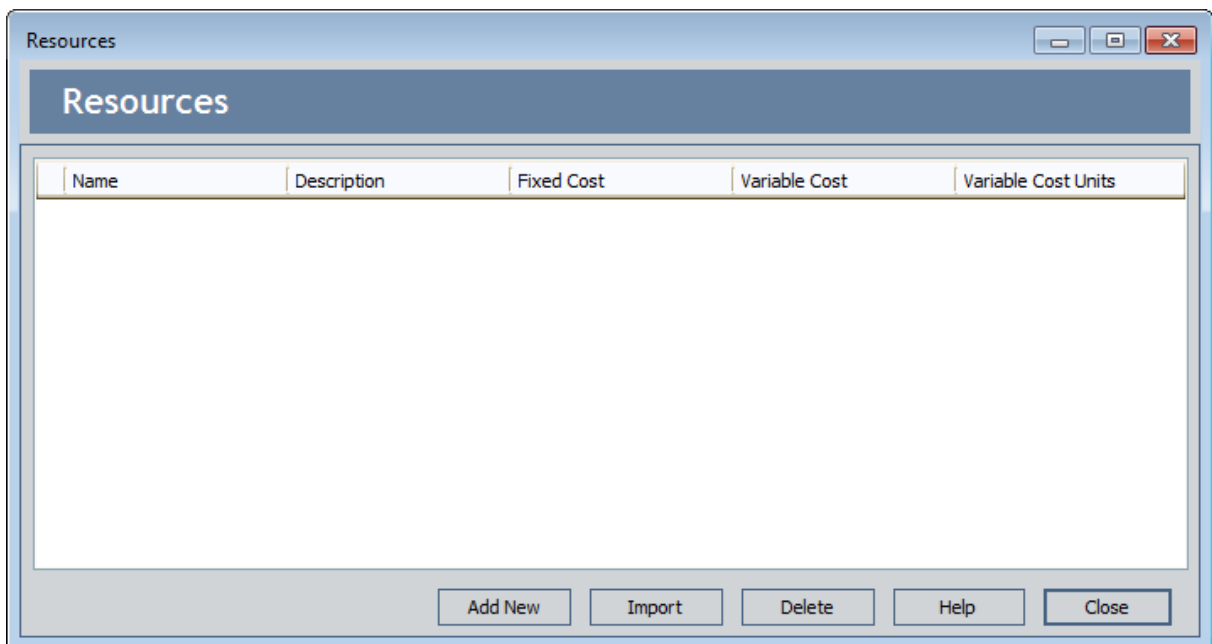 Resources
Resources
Name Description Fixed Cost Variable Cost Variable Cost Units
Add New Import Delete Help Close